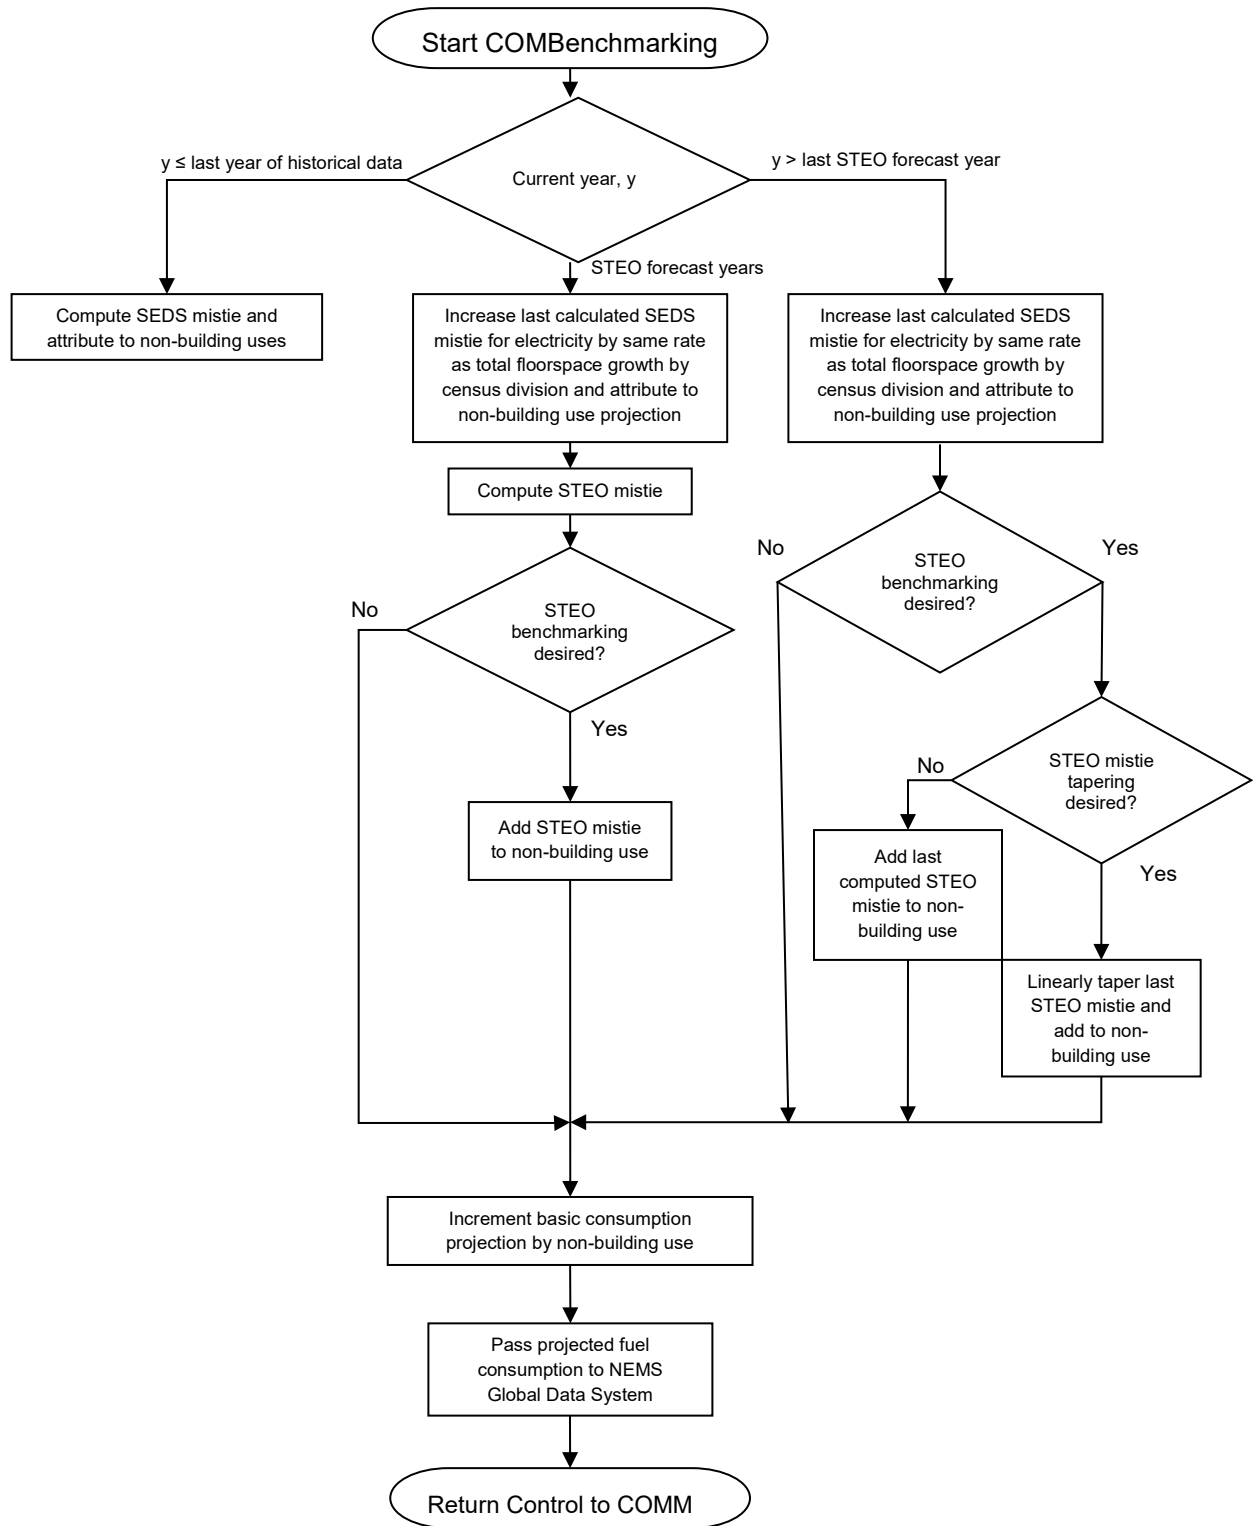 Start COMBenchmarking
y ≤ last year of historical data
y > last STEO forecast year
Current year, y
STEO forecast years
Compute SEDS mistie and
attribute to non-building uses
Increase last calculated SEDS
mistie for electricity by same rate
as total floorspace growth by
census division and attribute to
non-building use projection
Increase last calculated SEDS
mistie for electricity by same rate
as total floorspace growth by
census division and attribute to
non-building use projection
Compute STEO mistie
No
STEO
benchmarking
desired?
Yes
No
STEO
benchmarking
desired?
Yes
Add STEO mistie
to non-building use
No
STEO mistie
tapering
desired?
Yes
Add last
computed STEO
mistie to non-
building use
Linearly taper last
STEO mistie and
add to non-
building use
Increment basic consumption
projection by non-building use
Pass projected fuel
consumption to NEMS
Global Data System
Return Control to COMM